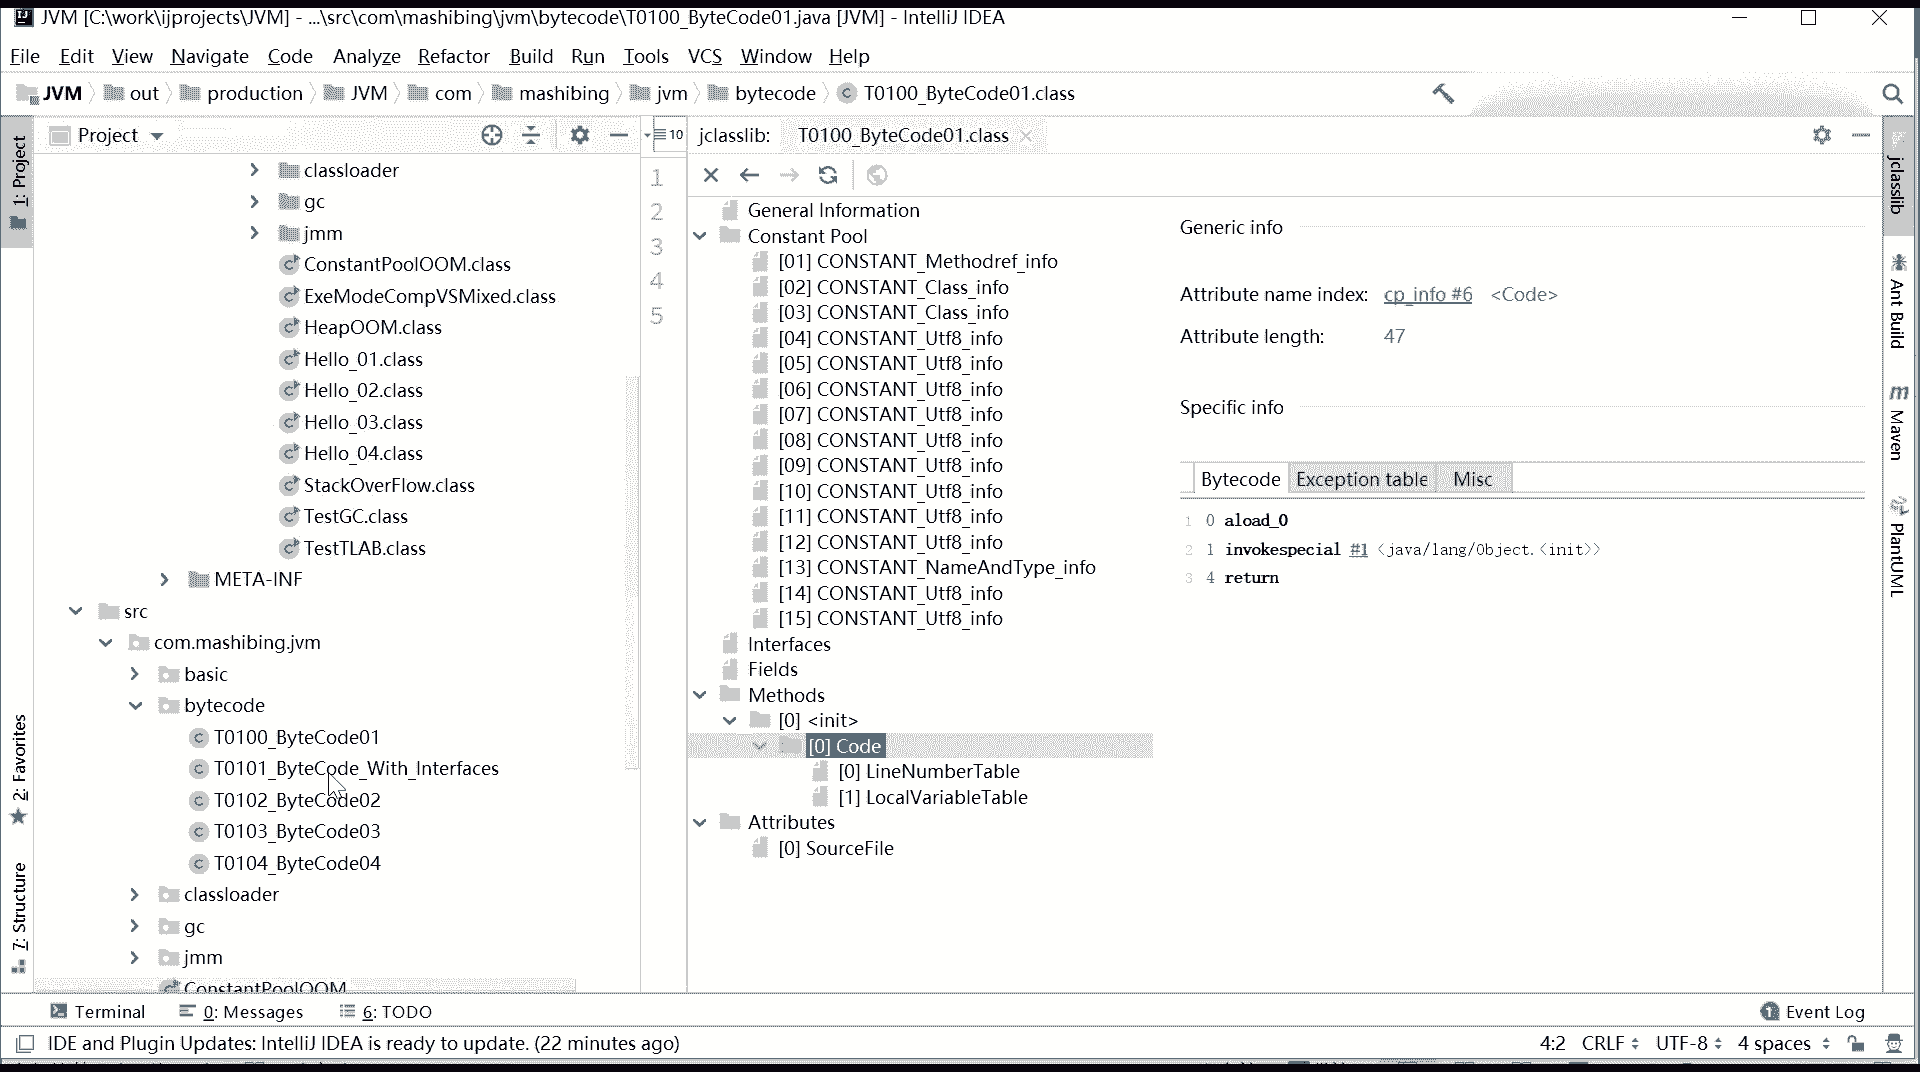 JVM [C:\work\ijprojects\JVM] - ...\src\com\mashibing\jvm\bytecode\T0100_ByteCode01.java [JVM] - IntelliJ IDEA
File Edit View Navigate Code Analyze Refactor Build Run Tools VCS Window Help
JVM out production JVM com mashibing jvm bytecode T0100_ByteCode01.class
1: Project
2: Favorites
7: Structure
Project
classloader
gc
jmm
ConstantPoolOOM.class
ExeModeCompVSMixed.class
HeapOOM.class
Hello_01.class
Hello_02.class
Hello_03.class
Hello_04.class
StackOverFlow.class
TestGC.class
TestTLAB.class
META-INF
src
com.mashibing.jvm
basic
bytecode
T0100_ByteCode01
T0101_ByteCode_With_Interfaces
T0102_ByteCode02
T0103_ByteCode03
T0104_ByteCode04
classloader
gc
jmm
ConstantPoolOOM
10
1
2
3
4
5
jclasslib: T0100_ByteCode01.class
General Information
Constant Pool
[01] CONSTANT_Methodref_info
[02] CONSTANT_Class_info
[03] CONSTANT_Class_info
[04] CONSTANT_Utf8_info
[05] CONSTANT_Utf8_info
[06] CONSTANT_Utf8_info
[07] CONSTANT_Utf8_info
[08] CONSTANT_Utf8_info
[09] CONSTANT_Utf8_info
[10] CONSTANT_Utf8_info
[11] CONSTANT_Utf8_info
[12] CONSTANT_Utf8_info
[13] CONSTANT_NameAndType_info
[14] CONSTANT_Utf8_info
[15] CONSTANT_Utf8_info
Interfaces
Fields
Methods
[0] <init>
[0] Code
[0] LineNumberTable
[1] LocalVariableTable
Attributes
[0] SourceFile
Generic info
Attribute name index: cp_info #6 <Code>
Attribute length: 47
Specific info
Bytecode Exception table Misc
1 0 aload_0
2 1 invokespecial #1 <java/lang/Object.<init>>
3 4 return
jclasslib
Ant Build
Maven
PlantUML
Terminal 0: Messages 6: TODO 1 Event Log
IDE and Plugin Updates: IntelliJ IDEA is ready to update. (22 minutes ago) 4:2 CRLF UTF-8 4 spaces